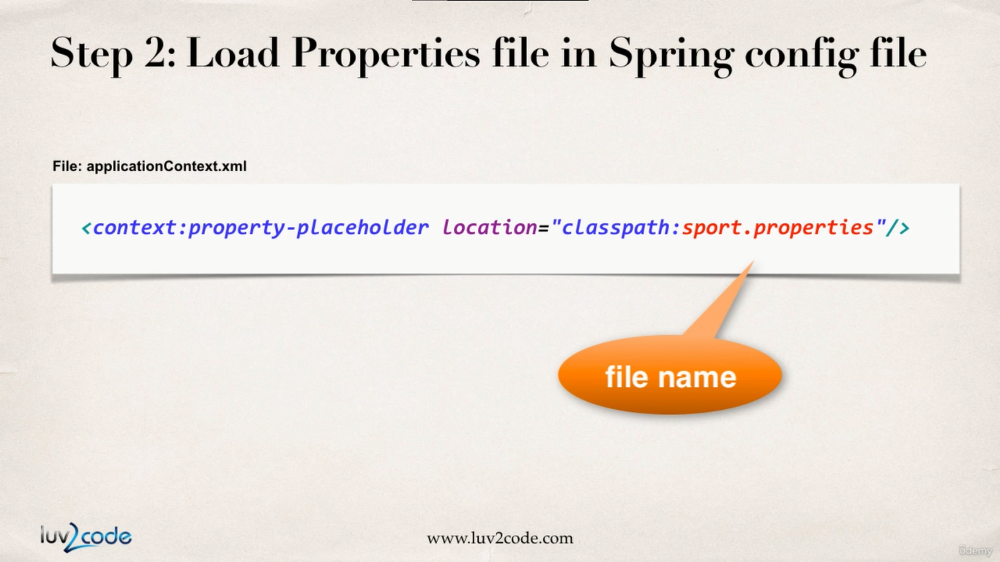 Step 2: Load Properties file in Spring config file
File: applicationContext.xml
<context:property-placeholder location="classpath:sport.properties"/>
file name
luv2code
www.luv2code.com
ûdemy